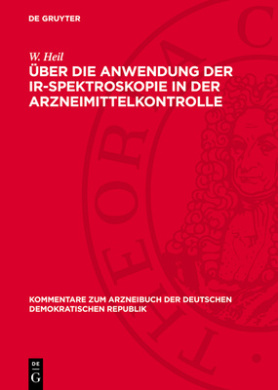 DE GRUYTER
W. Heil
ÜBER DIE ANWENDUNG DER
IR-SPEKTROSKOPIE IN DER
ARZNEIMITTELKONTROLLE
KOMMENTARE ZUM ARZNEIBUCH DER DEUTSCHEN
DEMOKRATISCHEN REPUBLIK
DE
G